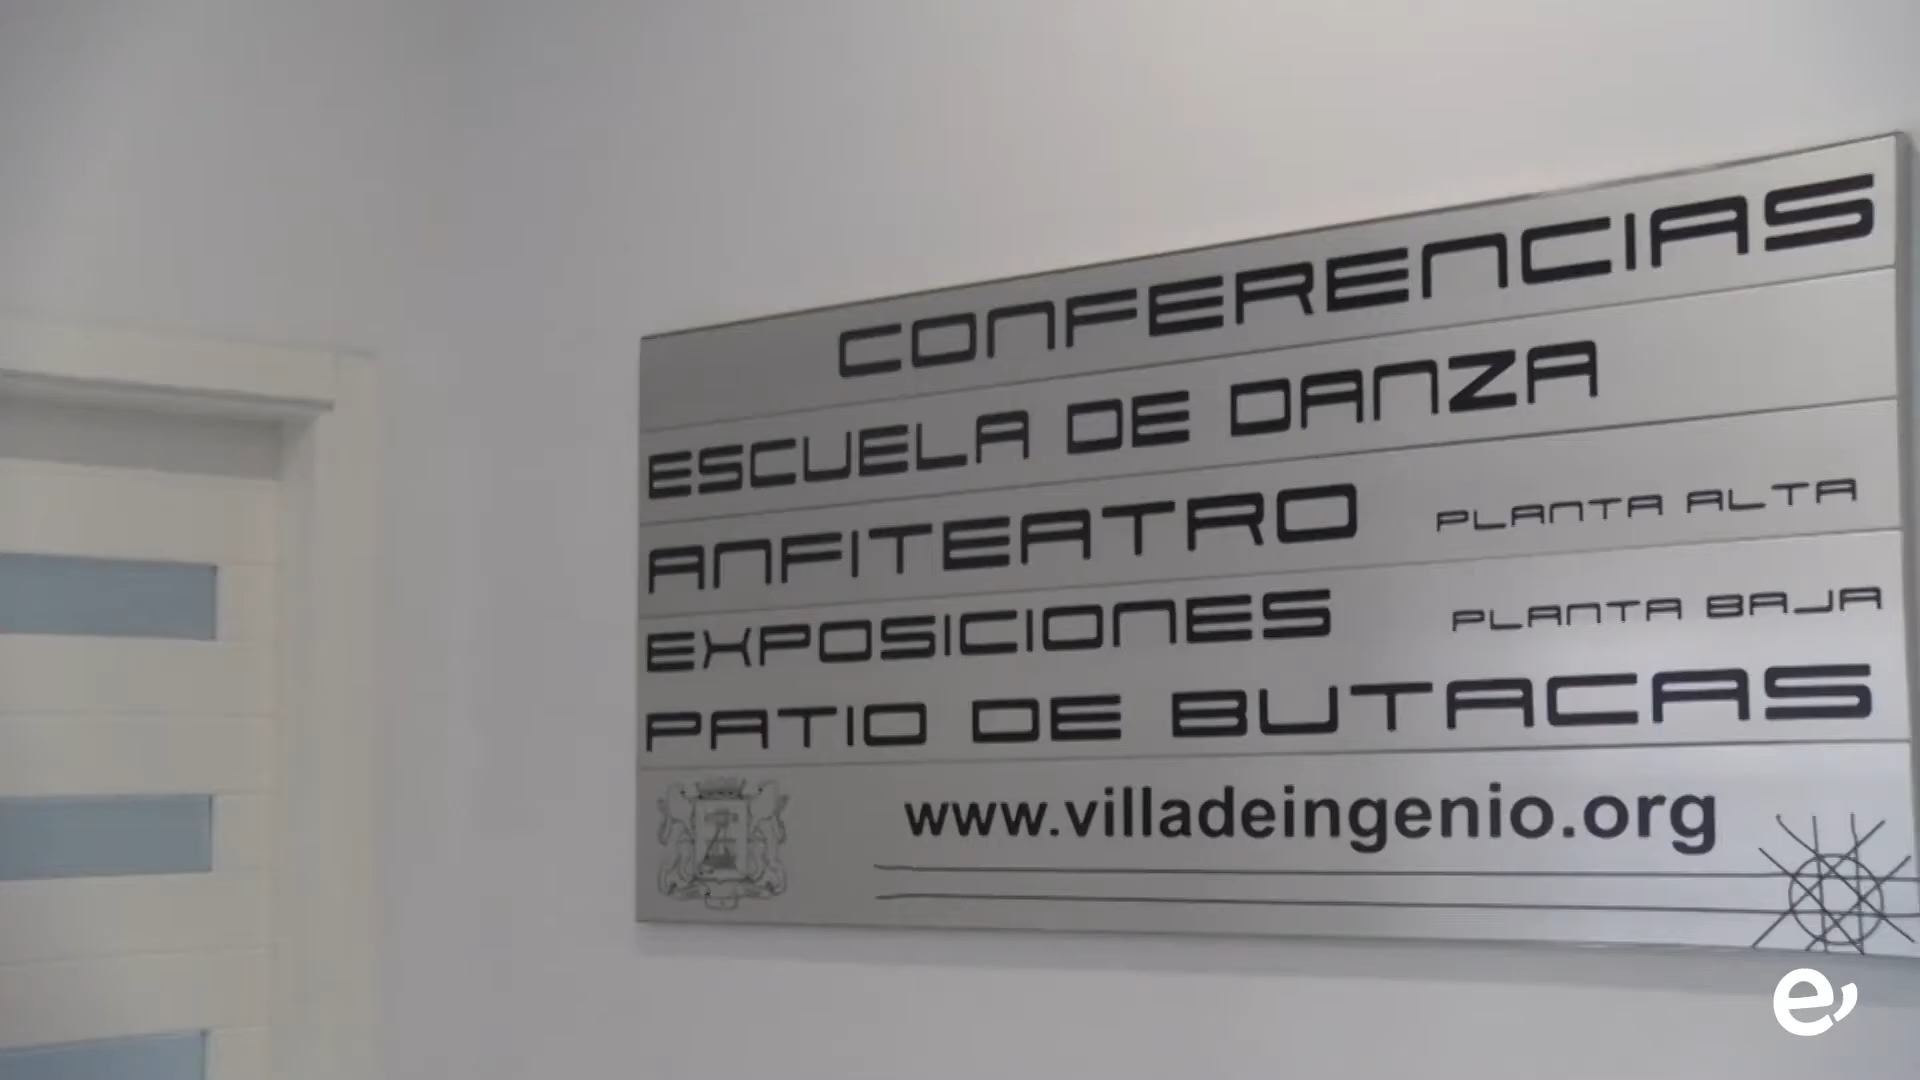 CONFERENCIAS
ESCUELA DE DANZA
ANFITEATRO PLANTA ALTA
EXPOSICIONES PLANTA BAJA
PATIO DE BUTACAS
www.villadeingenio.org
e